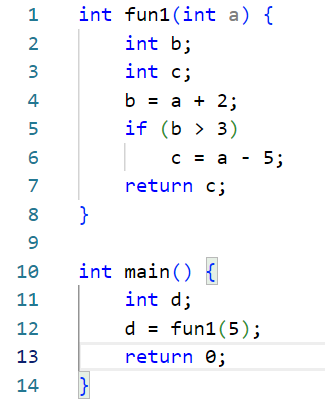 1 int fun1(int a) {
2     int b;
3     int c;
4     b = a + 2;
5     if (b > 3)
6         c = a - 5;
7     return c;
8 }
9
10 int main() {
11     int d;
12     d = fun1(5);
13     return 0;
14 }